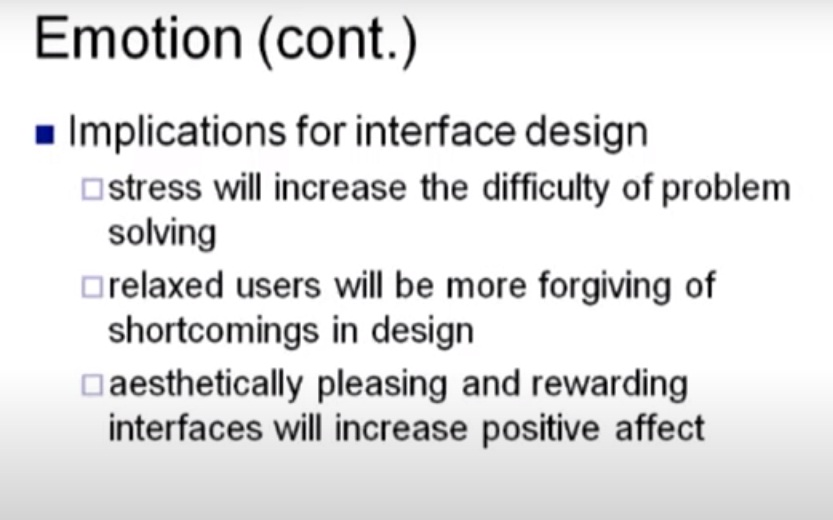 Emotion (cont.)
Implications for interface design
stress will increase the difficulty of problem
solving
relaxed users will be more forgiving of
shortcomings in design
aesthetically pleasing and rewarding
interfaces will increase positive affect